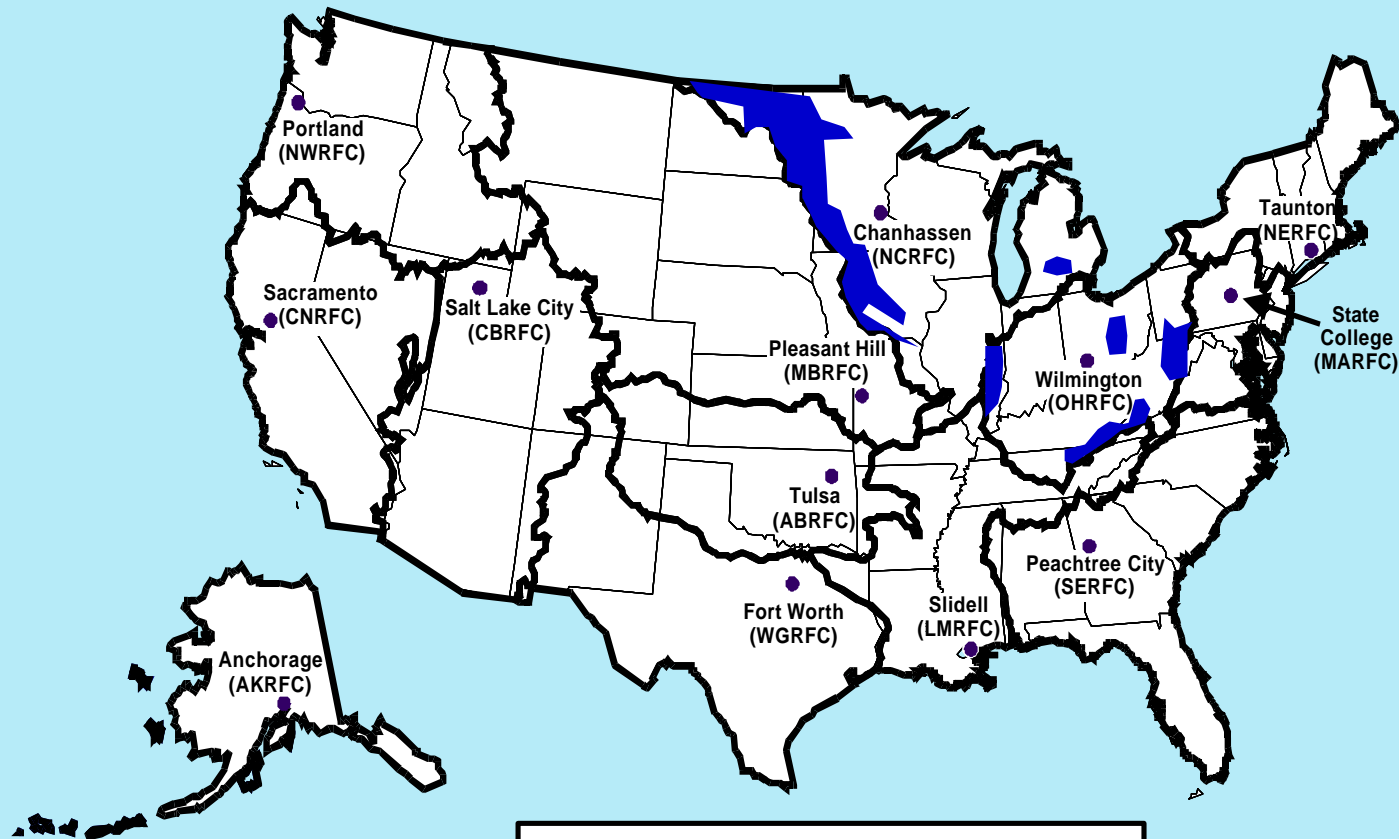 Portland
(NWRFC)
Sacramento
(CNRFC)
Salt Lake City
(CBRFC)
Pleasant Hill
(MBRFC)
Chanhassen
(NCRFC)
Taunton
(NERFC)
State
College
(MARFC)
Wilmington
(OHRFC)
Tulsa
(ABRFC)
Peachtree City
(SERFC)
Fort Worth
(WGRFC)
Slidell
(LMRFC)
Anchorage
(AKRFC)